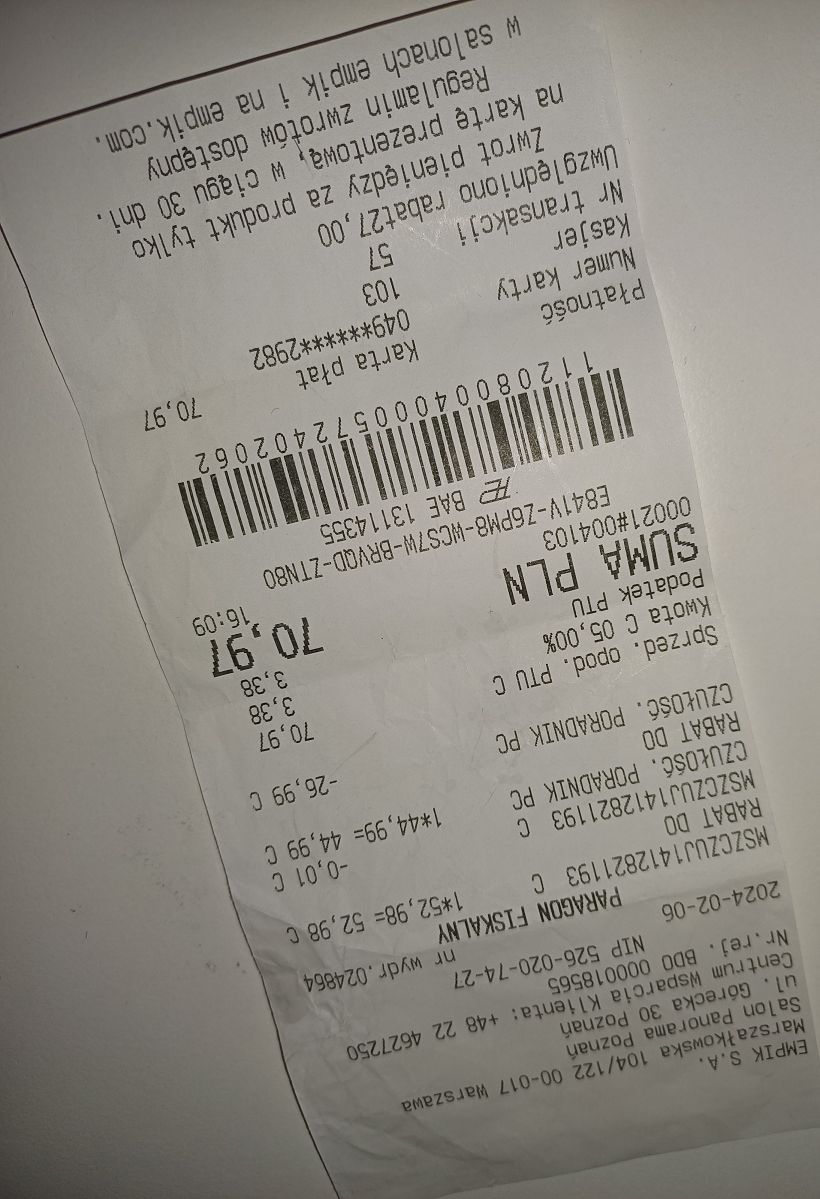 EMPIK S.A.
Marszałkowska 104/122 00-017 Warszawa
Salon Panorama Poznań
ul. Górecka 30 Poznań
Centrum Wsparcia Klienta: +48 22 4627250
Nr.rej. BDO 000018565
NIP 526-020-74-27
2024-02-06 nr wydr.024864
PARAGON FISKALNY
MSZCZUJ1412821193 C 1*52,98= 52,98 C
RABAT DO
MSZCZUJ1412821193 C -0,01 C
CZUŁOŚĆ. PORADNIK PC 1*44,99= 44,99 C
RABAT DO
CZUŁOŚĆ. PORADNIK PC -26,99 C
Sprzed. opod. PTU C 70,97
Kwota C 05,00% 3,38
Podatek PTU 3,38
SUMA PLN 70,97
00021#004103 16:09
E841V-Z6PM8-WCS7W-BRVQD-ZTN80
BAE 13114355
11208004000572402062
Płatność Karta płat 70,97
Numer karty 049*******2982
Kasjer 103
Nr transakcji 57
Uwzględniono rabat27,00
Zwrot pieniędzy za produkt tylko
na kartę prezentową, w ciągu 30 dni.
Regulamin zwrotów dostępny
w salonach empik i na empik.com.